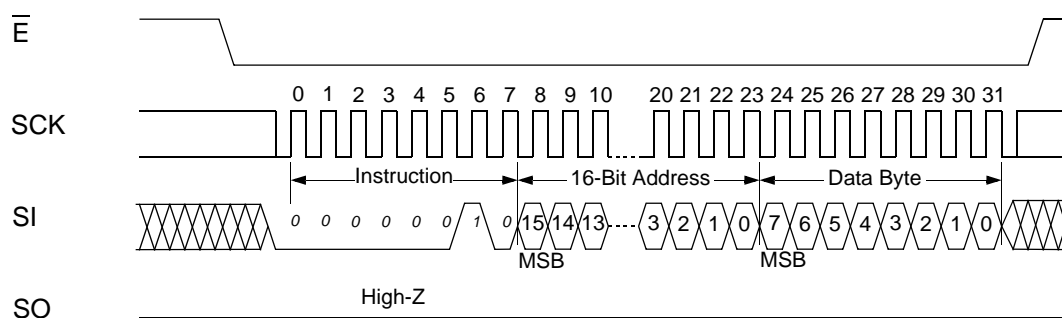 E
0 1 2 3 4 5 6 7 8 9 10 20 21 22 23 24 25 26 27 28 29 30 31
SCK
Instruction 16-Bit Address Data Byte
SI 0 0 0 0 0 0 1 0 15 14 13 3 2 1 0 7 6 5 4 3 2 1 0
MSB MSB
High-Z
SO